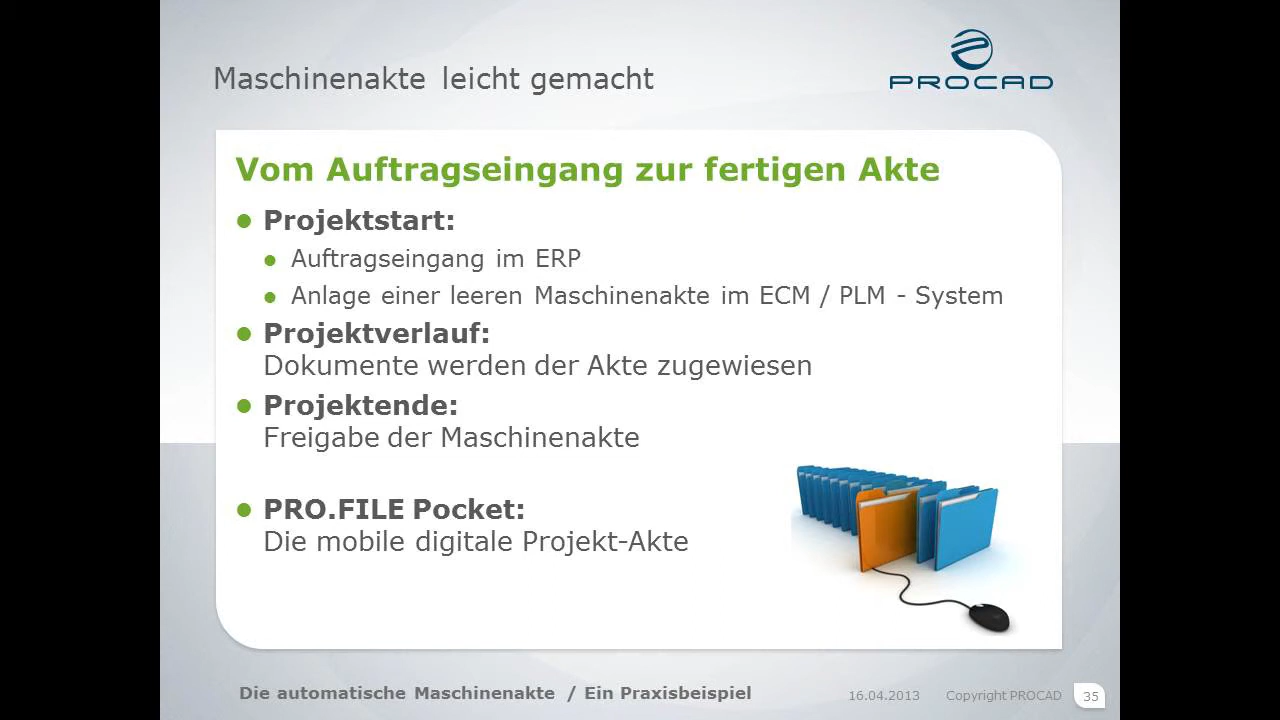 Maschinenakte leicht gemacht
PROCAD
Vom Auftragseingang zur fertigen Akte
Projektstart:
Auftragseingang im ERP
Anlage einer leeren Maschinenakte im ECM / PLM - System
Projektverlauf:
Dokumente werden der Akte zugewiesen
Projektende:
Freigabe der Maschinenakte
PRO.FILE Pocket:
Die mobile digitale Projekt-Akte
Die automatische Maschinenakte / Ein Praxisbeispiel
16.04.2013
Copyright PROCAD
35